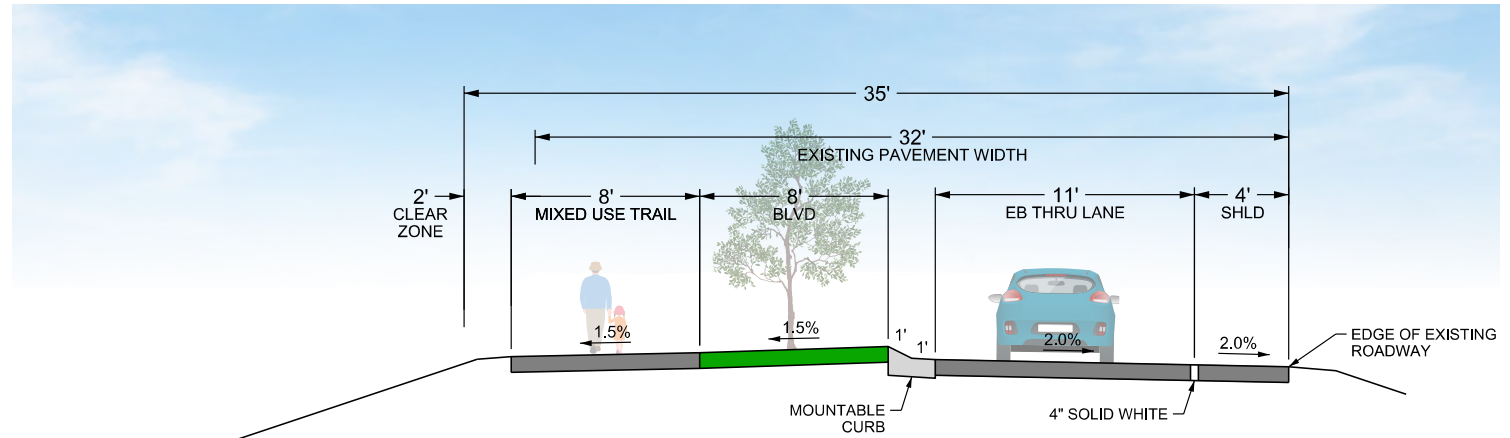 35'
32'
EXISTING PAVEMENT WIDTH
2'
CLEAR
ZONE
8'
MIXED USE TRAIL
8'
BLVD
11'
EB THRU LANE
4'
SHLD
1.5%
1.5%
1'
1'
2.0%
2.0%
EDGE OF EXISTING
ROADWAY
MOUNTABLE
CURB
4" SOLID WHITE